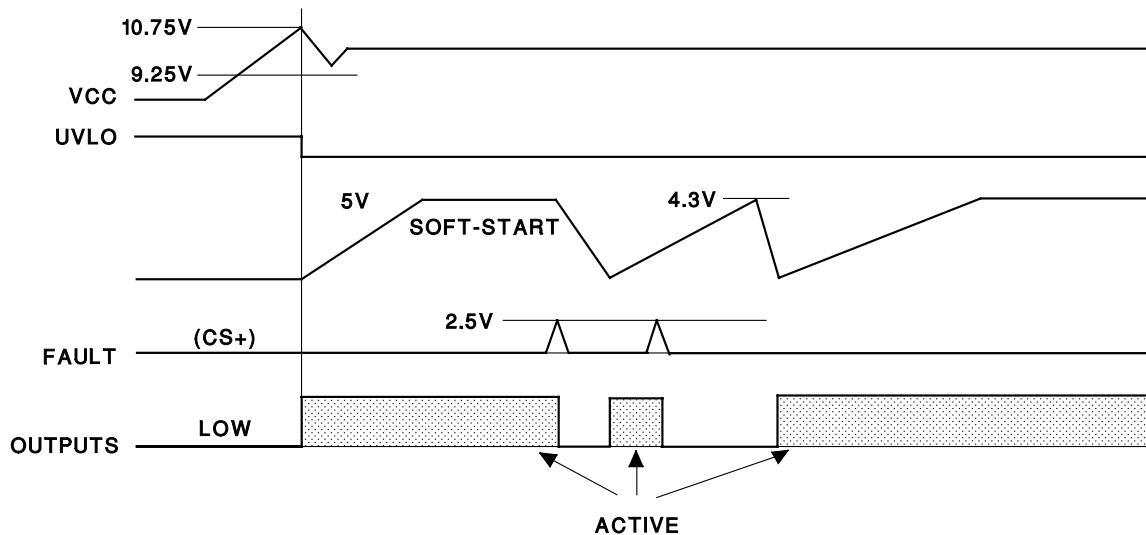 10.75V
9.25V
VCC
UVLO
5V
4.3V
SOFT-START
2.5V
(CS+)
FAULT
LOW
OUTPUTS
ACTIVE